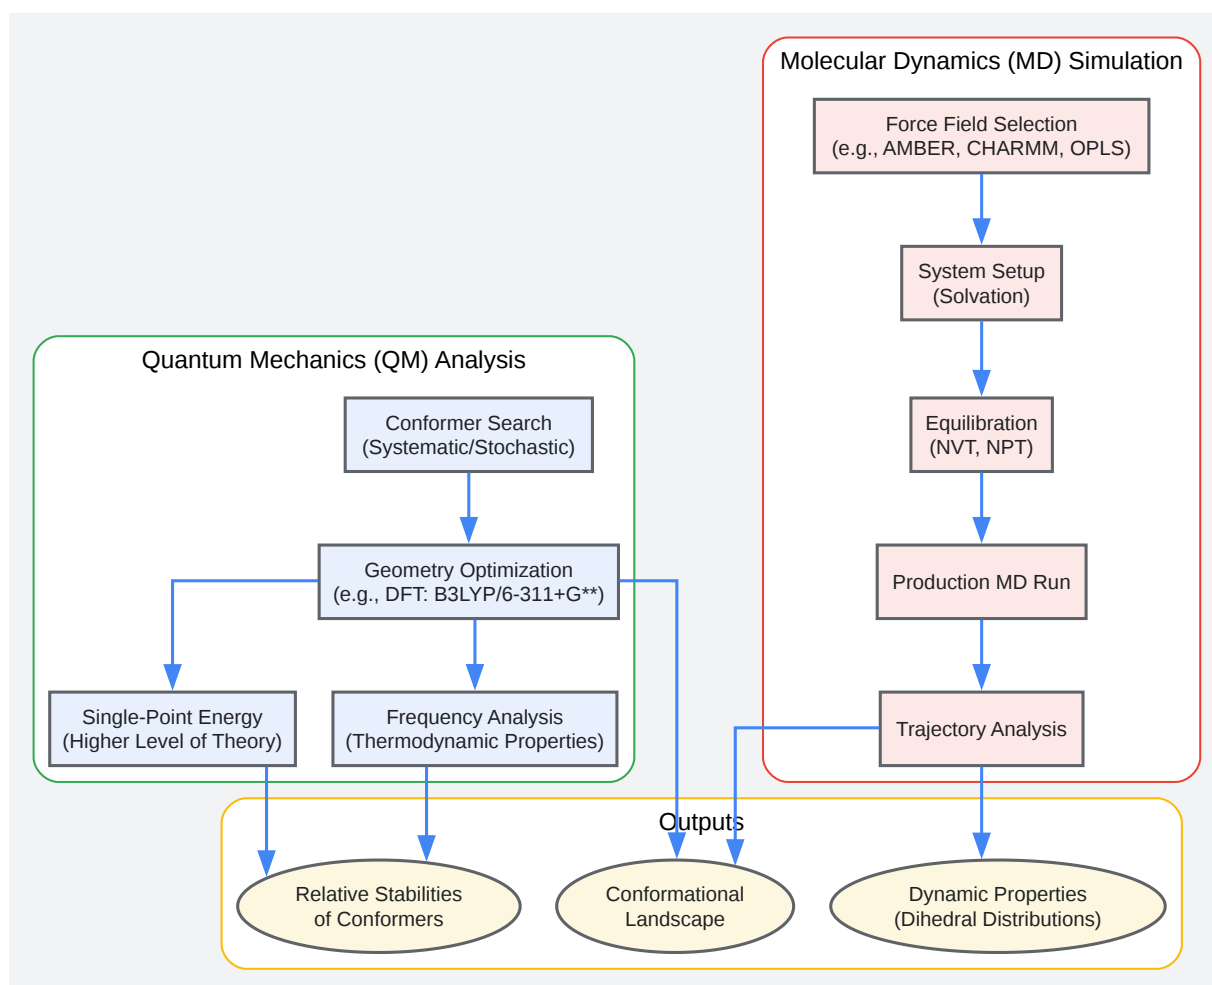 Molecular Dynamics (MD) Simulation
Force Field Selection
(e.g., AMBER, CHARMM, OPLS)
System Setup
(Solvation)
Equilibration
(NVT, NPT)
Production MD Run
Trajectory Analysis
Quantum Mechanics (QM) Analysis
Conformer Search
(Systematic/Stochastic)
Geometry Optimization
(e.g., DFT: B3LYP/6-311+G**)
Single-Point Energy
(Higher Level of Theory)
Frequency Analysis
(Thermodynamic Properties)
Outputs
Relative Stabilities
of Conformers
Conformational
Landscape
Dynamic Properties
(Dihedral Distributions)